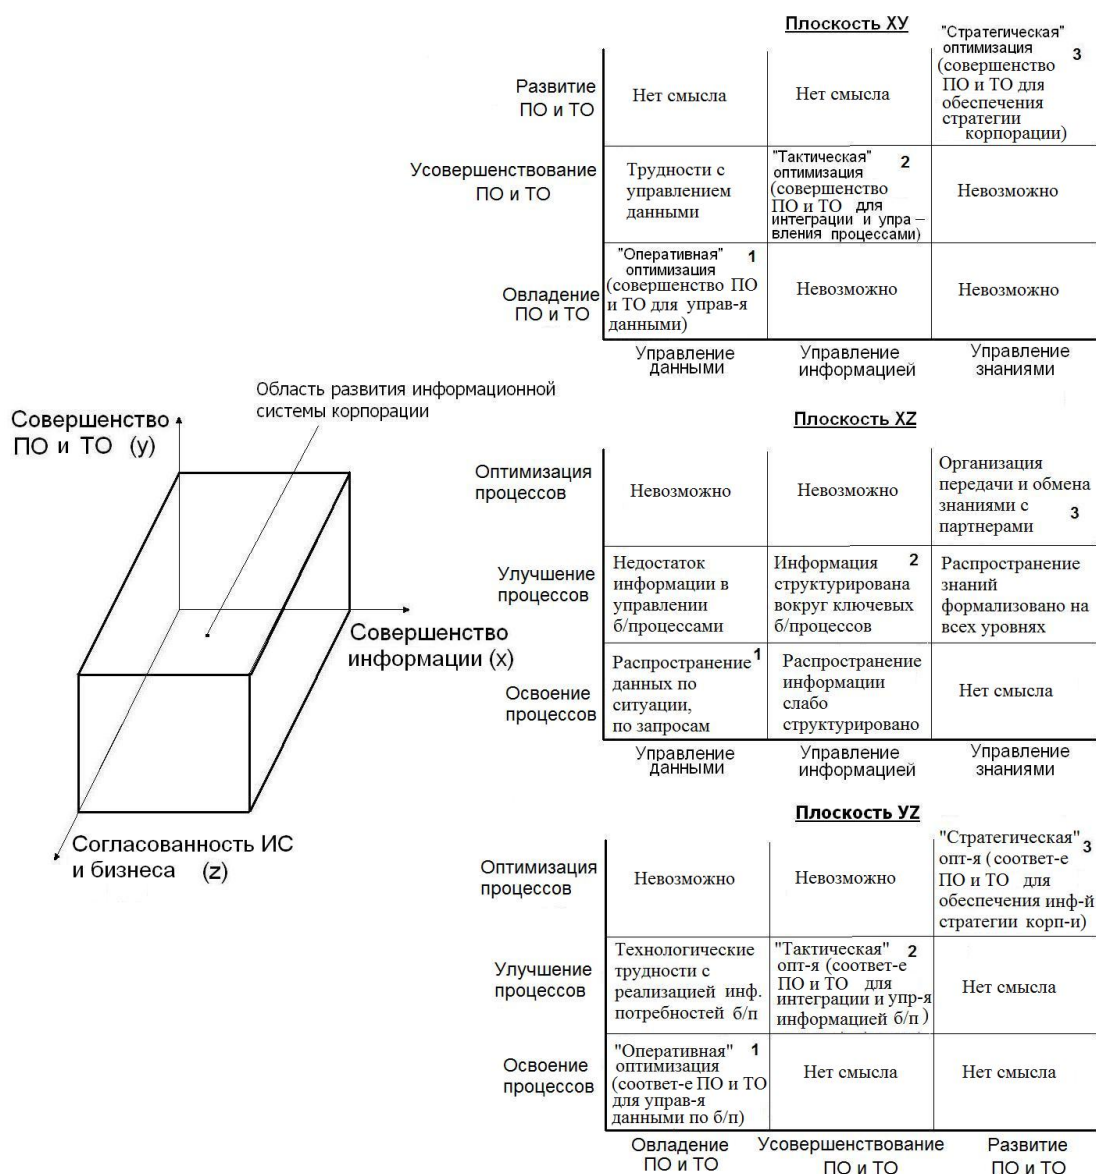 Плоскость ХУ
Развитие
ПО и ТО
Нет смысла
Нет смысла
"Стратегическая"
оптимизация 3
(совершенство
ПО и ТО для
обеспечения
стратегии
корпорации)
Усовершенствование
ПО и ТО
Трудности с
управлением
данными
"Тактическая" 2
оптимизация
(совершенство
ПО и ТО для
интеграции и упра –
вления процессами)
Невозможно
Овладение
ПО и ТО
"Оперативная" 1
оптимизация
(совершенство ПО
и ТО для управ-я
данными)
Невозможно
Невозможно
Управление
данными
Управление
информацией
Управление
знаниями
Область развития информационной
системы корпорации
Совершенство
ПО и ТО (у)
Совершенство
информации (х)
Согласованность ИС
и бизнеса (z)
Плоскость XZ
Оптимизация
процессов
Невозможно
Невозможно
Организация
передачи и обмена
знаниями с
партнерами 3
Улучшение
процессов
Недостаток
информации в
управлении
б/процессами
Информация 2
структурирована
вокруг ключевых
б/процессов
Распространение
знаний
формализовано на
всех уровнях
Освоение
процессов
Распространение 1
данных по
ситуации,
по запросам
Распространение
информации
слабо
структурировано
Нет смысла
Управление
данными
Управление
информацией
Управление
знаниями
Плоскость УZ
Оптимизация
процессов
Невозможно
Невозможно
"Стратегическая" 3
опт-я (соответ-е
ПО и ТО для
обеспечения инф-й
стратегии корп-и)
Улучшение
процессов
Технологические
трудности с
реализацией инф.
потребностей б/п
"Тактическая" 2
опт-я (соответ-е
ПО и ТО для
интеграции и упр-я
информацией б/п )
Нет смысла
Освоение
процессов
"Оперативная" 1
оптимизация
(соответ-е ПО и ТО
для управ-я
данными по б/п)
Нет смысла
Нет смысла
Овладение
ПО и ТО
Усовершенствование
ПО и ТО
Развитие
ПО и ТО